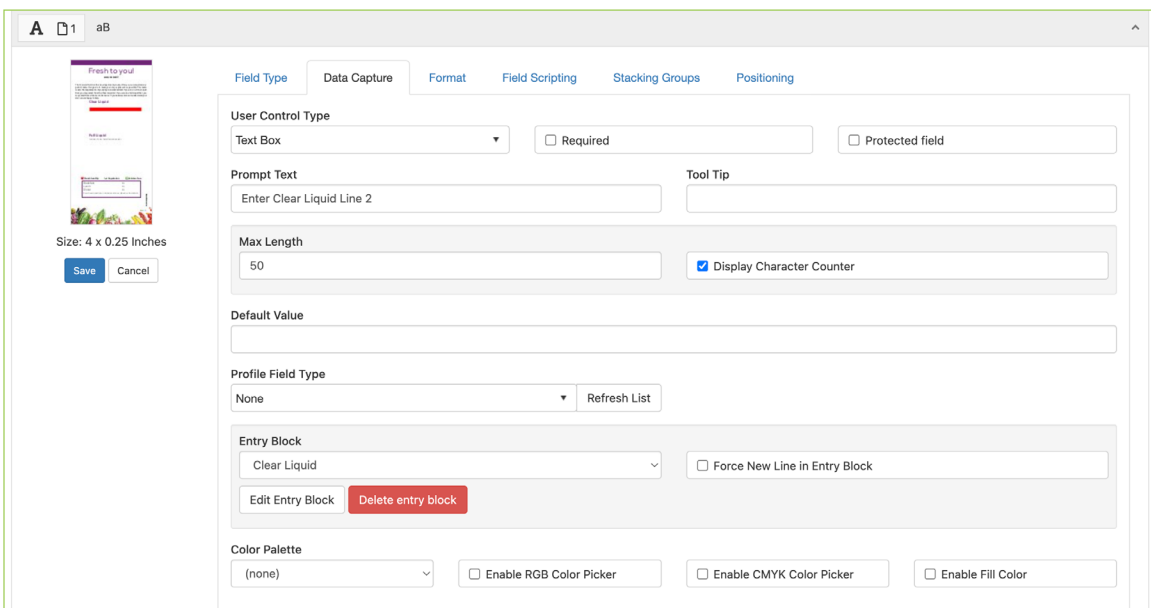 A 1 aB
Fresh to you!
Field Type Data Capture Format Field Scripting Stacking Groups Positioning
User Control Type
Text Box Required Protected field
Prompt Text Tool Tip
Enter Clear Liquid Line 2
Size: 4 x 0.25 Inches
Save Cancel
Max Length
50 Display Character Counter
Default Value
Profile Field Type
None Refresh List
Entry Block
Clear Liquid Force New Line in Entry Block
Edit Entry Block Delete entry block
Color Palette
(none) Enable RGB Color Picker Enable CMYK Color Picker Enable Fill Color